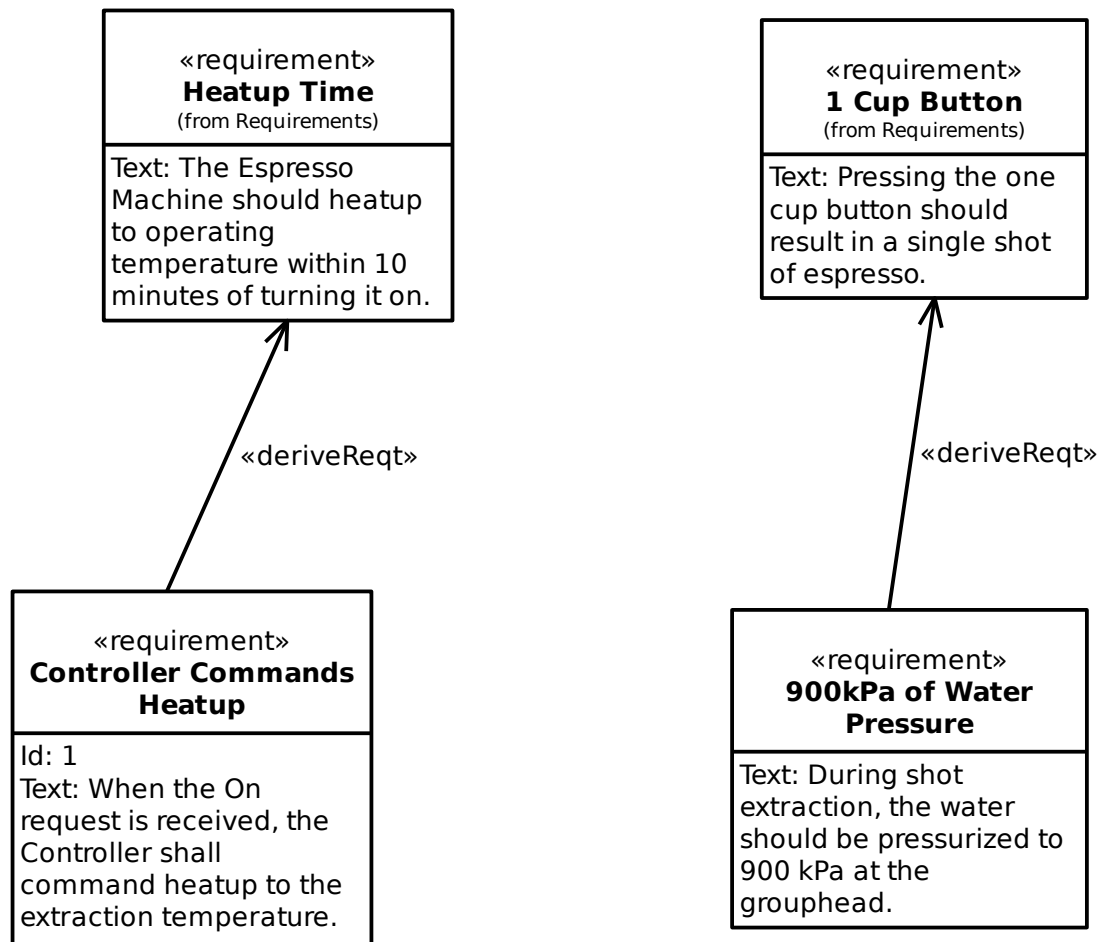 «requirement»
Heatup Time
(from Requirements)
Text: The Espresso
Machine should heatup
to operating
temperature within 10
minutes of turning it on.
«requirement»
1 Cup Button
(from Requirements)
Text: Pressing the one
cup button should
result in a single shot
of espresso.
«deriveReqt»
«deriveReqt»
«requirement»
Controller Commands
Heatup
Id: 1
Text: When the On
request is received, the
Controller shall
command heatup to the
extraction temperature.
«requirement»
900kPa of Water
Pressure
Text: During shot
extraction, the water
should be pressurized to
900 kPa at the
grouphead.